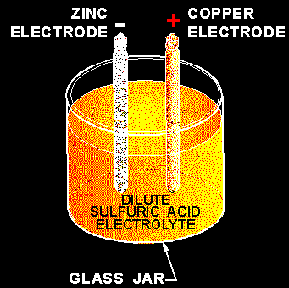 ZINC
ELECTRODE
-
+
COPPER
ELECTRODE
DILUTE
SULFURIC ACID
ELECTROLYTE
GLASS JAR